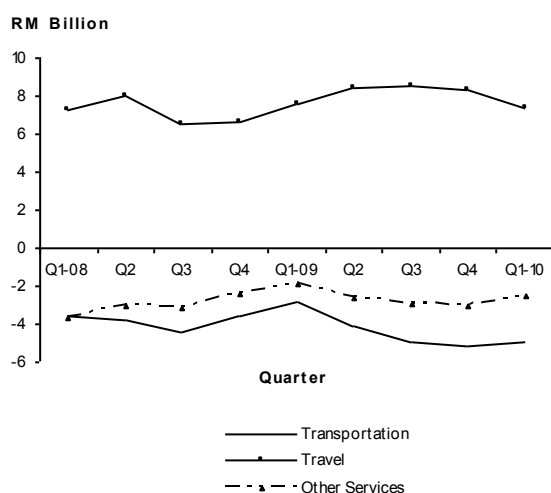 RM Billion
10
8
6
4
2
0
Q1-08 Q2 Q3 Q4 Q1-09 Q2 Q3 Q4 Q1-10
-2
-4
-6
Quarter
Transportation
Travel
Other Services